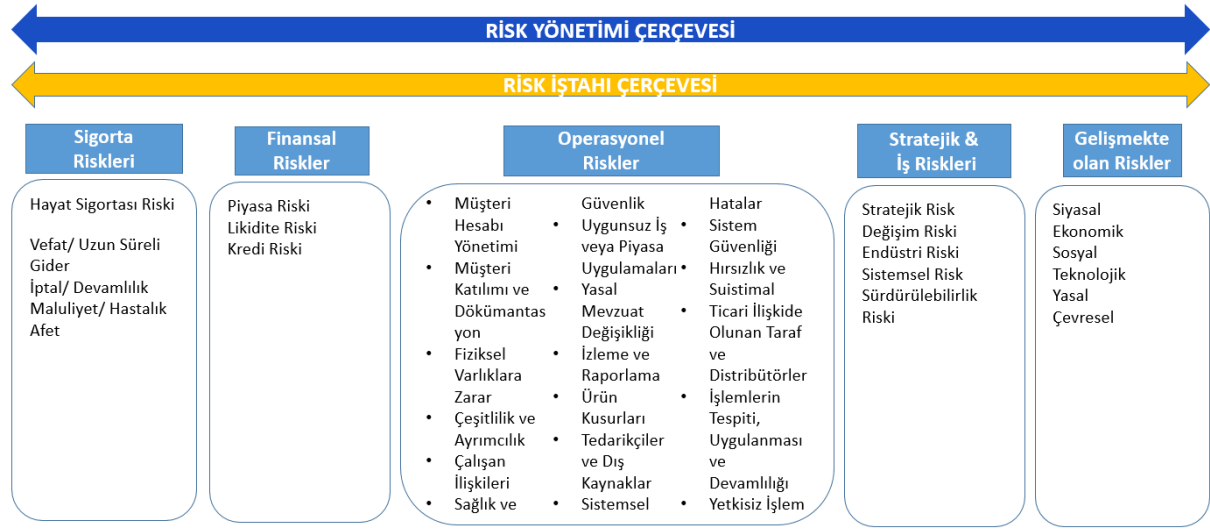 RİSK YÖNETİMİ ÇERÇEVESİ
RİSK İŞTAHI ÇERÇEVESİ
Sigorta
Riskleri
Hayat Sigortası Riski
Vefat/ Uzun Süreli
Gider
İptal/ Devamlılık
Maluliyet/ Hastalık
Afet
Finansal
Riskler
Piyasa Riski
Likidite Riski
Kredi Riski
Operasyonel
Riskler
• Müşteri
Hesabı
Yönetimi
• Müşteri
Katılımı ve
Dökümantas
yon
• Fiziksel
Varlıklara
Zarar
• Çeşitlilik ve
Ayrımcılık
• Çalışan
İlişkileri
• Sağlık ve
Güvenlik
• Uygunsuz İş
veya Piyasa
Uygulamaları
• Yasal
Mevzuat
Değişikliği
• İzleme ve
Raporlama
• Ürün
Kusurları
• Tedarikçiler
ve Dış
Kaynaklar
• Sistemsel
Hatalar
• Sistem
Güvenliği
• Hırsızlık ve
Suistimal
• Ticari İlişkide
Olunan Taraf
ve
Distribütörler
• İşlemlerin
Tespiti,
Uygulanması
ve
Devamlılığı
• Yetkisiz İşlem
Stratejik &
İş Riskleri
Stratejik Risk
Değişim Riski
Endüstri Riski
Sistemsel Risk
Sürdürülebilirlik
Riski
Gelişmekte
olan Riskler
Siyasal
Ekonomik
Sosyal
Teknolojik
Yasal
Çevresel